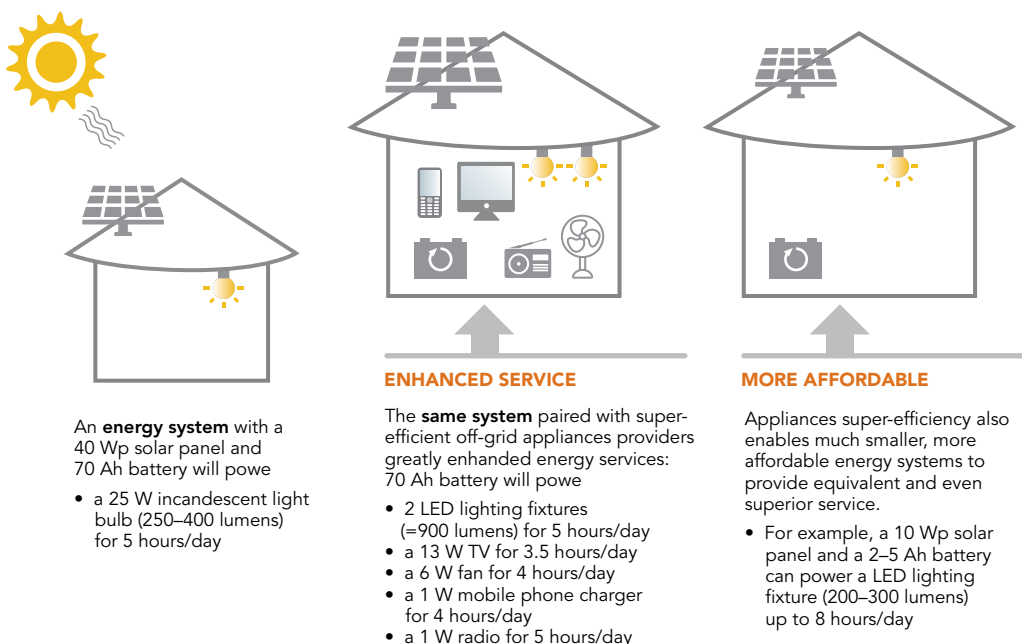 An energy system with a
40 Wp solar panel and
70 Ah battery will powe
• a 25 W incandescent light
bulb (250–400 lumens)
for 5 hours/day
ENHANCED SERVICE
The same system paired with super-
efficient off-grid appliances providers
greatly enhanded energy services:
70 Ah battery will powe
• 2 LED lighting fixtures
(=900 lumens) for 5 hours/day
• a 13 W TV for 3.5 hours/day
• a 6 W fan for 4 hours/day
• a 1 W mobile phone charger
for 4 hours/day
• a 1 W radio for 5 hours/day
MORE AFFORDABLE
Appliances super-efficiency also
enables much smaller, more
affordable energy systems to
provide equivalent and even
superior service.
• For example, a 10 Wp solar
panel and a 2–5 Ah battery
can power a LED lighting
fixture (200–300 lumens)
up to 8 hours/day